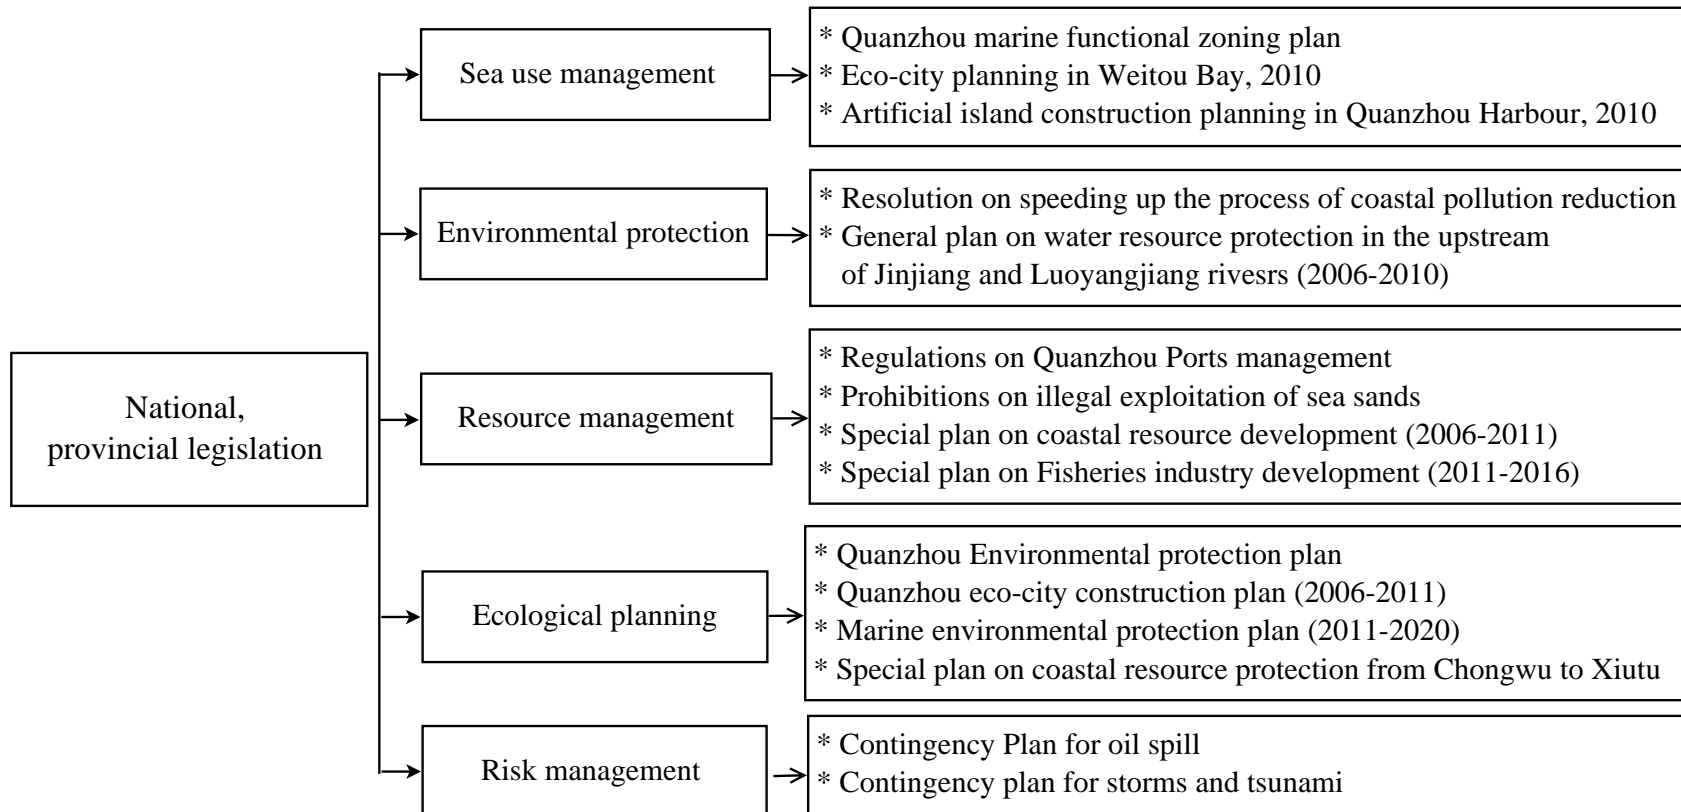 National,
provincial legislation
Sea use management
* Quanzhou marine functional zoning plan
* Eco-city planning in Weitou Bay, 2010
* Artificial island construction planning in Quanzhou Harbour, 2010
Environmental protection
* Resolution on speeding up the process of coastal pollution reduction
* General plan on water resource protection in the upstream
of Jinjiang and Luoyangjiang rivesrs (2006-2010)
Resource management
* Regulations on Quanzhou Ports management
* Prohibitions on illegal exploitation of sea sands
* Special plan on coastal resource development (2006-2011)
* Special plan on Fisheries industry development (2011-2016)
Ecological planning
* Quanzhou Environmental protection plan
* Quanzhou eco-city construction plan (2006-2011)
* Marine environmental protection plan (2011-2020)
* Special plan on coastal resource protection from Chongwu to Xiutu
Risk management
* Contingency Plan for oil spill
* Contingency plan for storms and tsunami